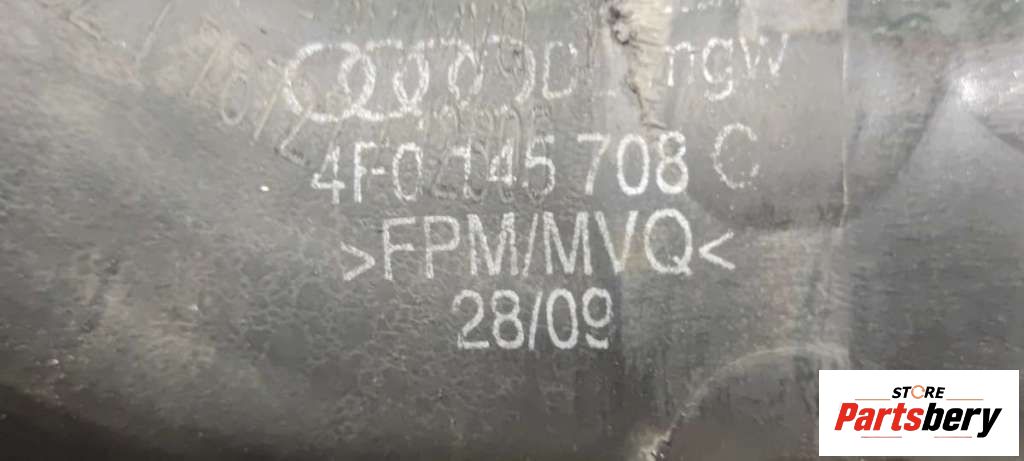 4F0 145 708 C
>FPM/MVQ<
28/09
STORE
Partsbery